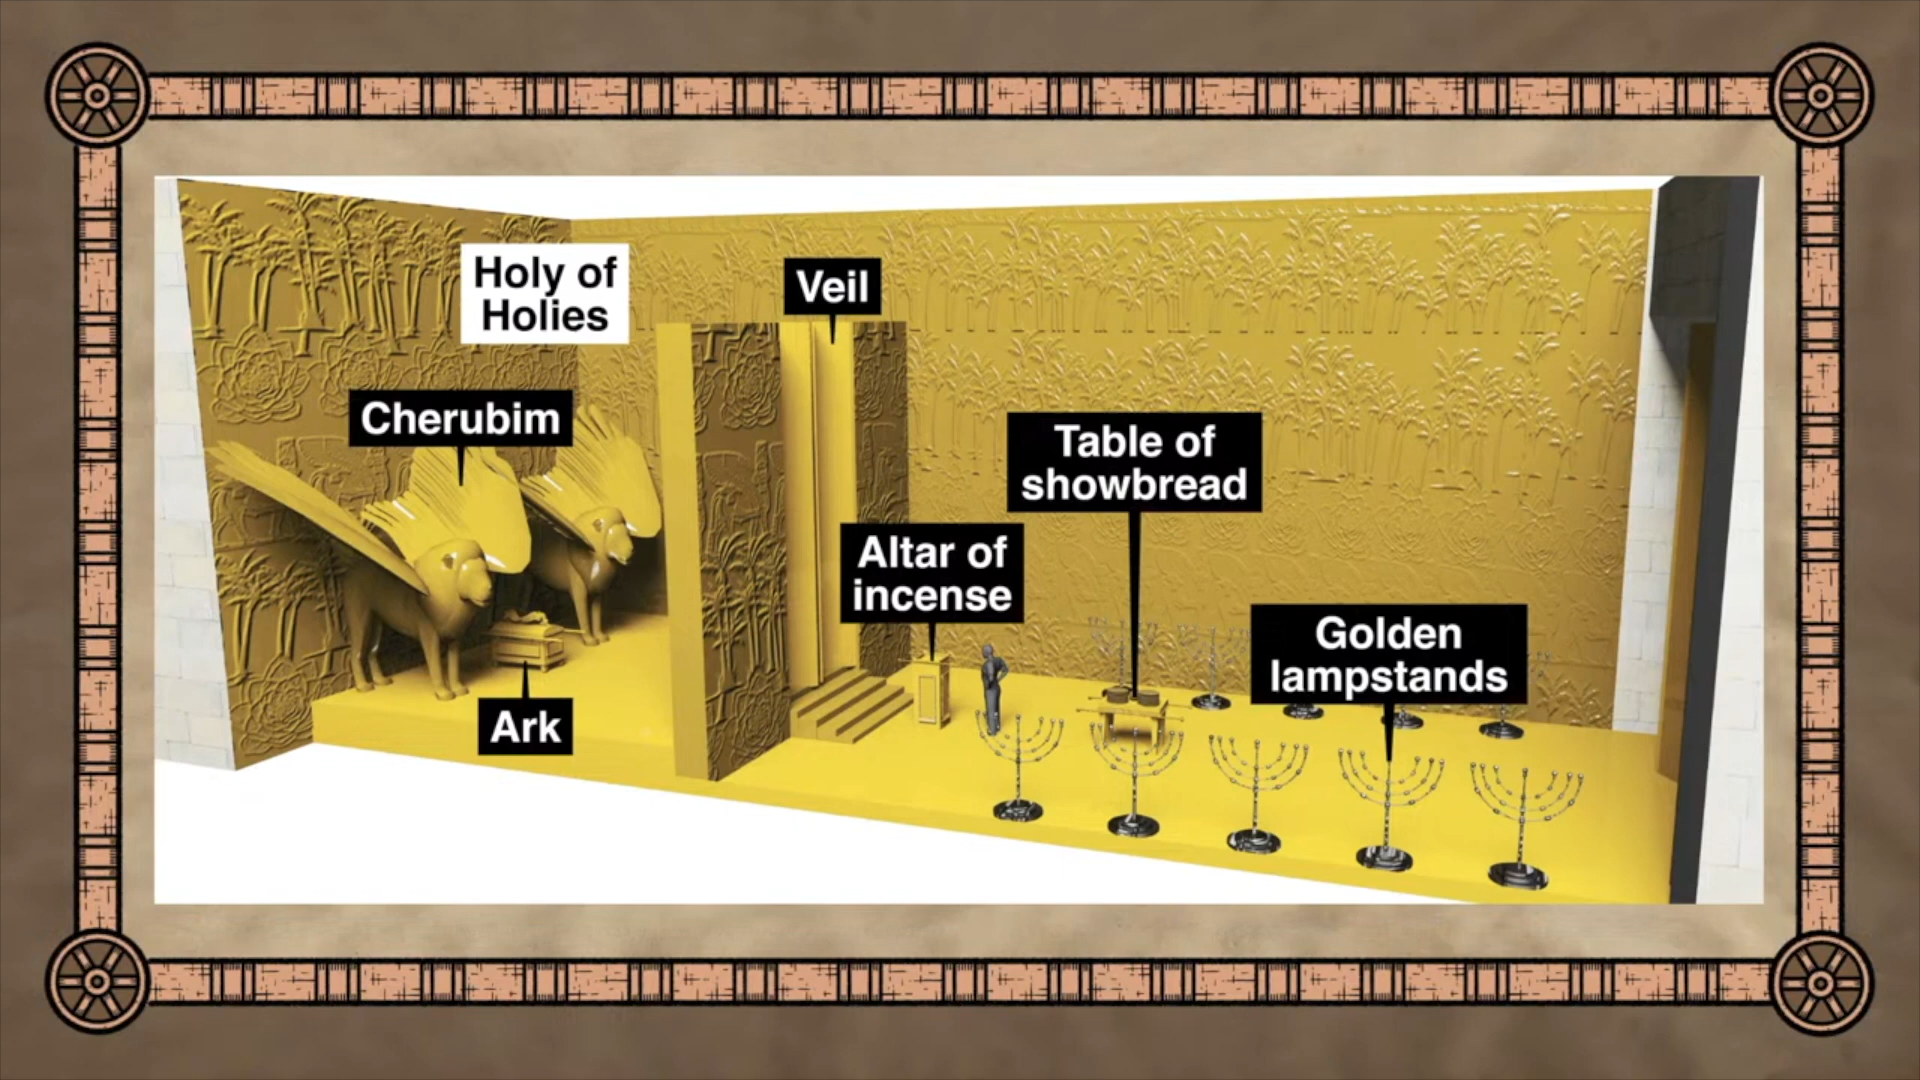 Holy of
Holies
Veil
Cherubim
Table of
showbread
Altar of
incense
Golden
lampstands
Ark